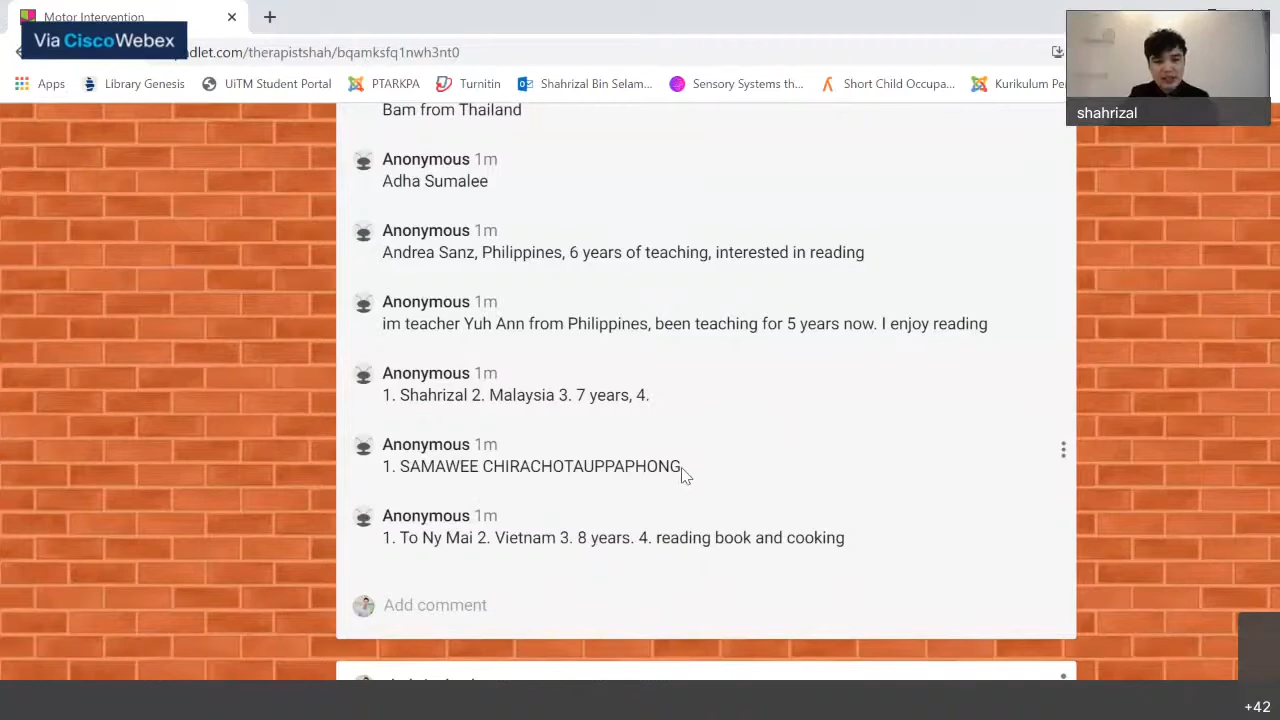 Motor Intervention
Via CiscoWebex
dlet.com/therapistshah/bqamksfq1nwh3nt0
Apps Library Genesis UiTM Student Portal PTARKPA Turnitin Shahrizal Bin Selam... Sensory Systems th... Short Child Occupa... Kurikulum Pe
shahrizal
Bam from Thailand
Anonymous 1m
Adha Sumalee
Anonymous 1m
Andrea Sanz, Philippines, 6 years of teaching, interested in reading
Anonymous 1m
im teacher Yuh Ann from Philippines, been teaching for 5 years now. I enjoy reading
Anonymous 1m
1. Shahrizal 2. Malaysia 3. 7 years, 4.
Anonymous 1m
1. SAMAWEE CHIRACHOTAUPPAPHONG
Anonymous 1m
1. To Ny Mai 2. Vietnam 3. 8 years. 4. reading book and cooking
Add comment
+42